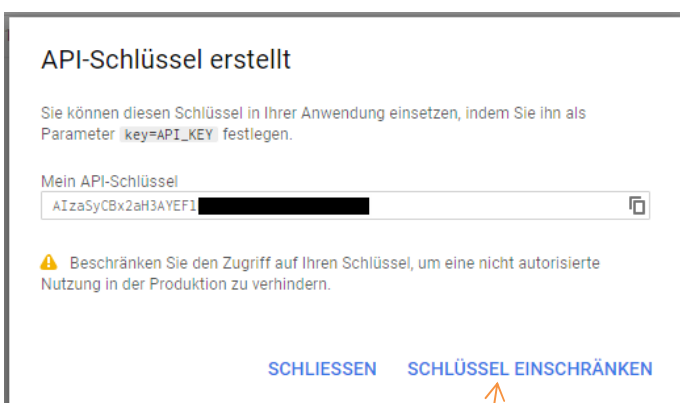 API-Schlüssel erstellt
Sie können diesen Schlüssel in Ihrer Anwendung einsetzen, indem Sie ihn als
Parameter key=API_KEY festlegen.
Mein API-Schlüssel
AIzaSyCBx2aH3AYEF1
Beschränken Sie den Zugriff auf Ihren Schlüssel, um eine nicht autorisierte
Nutzung in der Produktion zu verhindern.
SCHLIESSEN SCHLÜSSEL EINSCHRÄNKEN